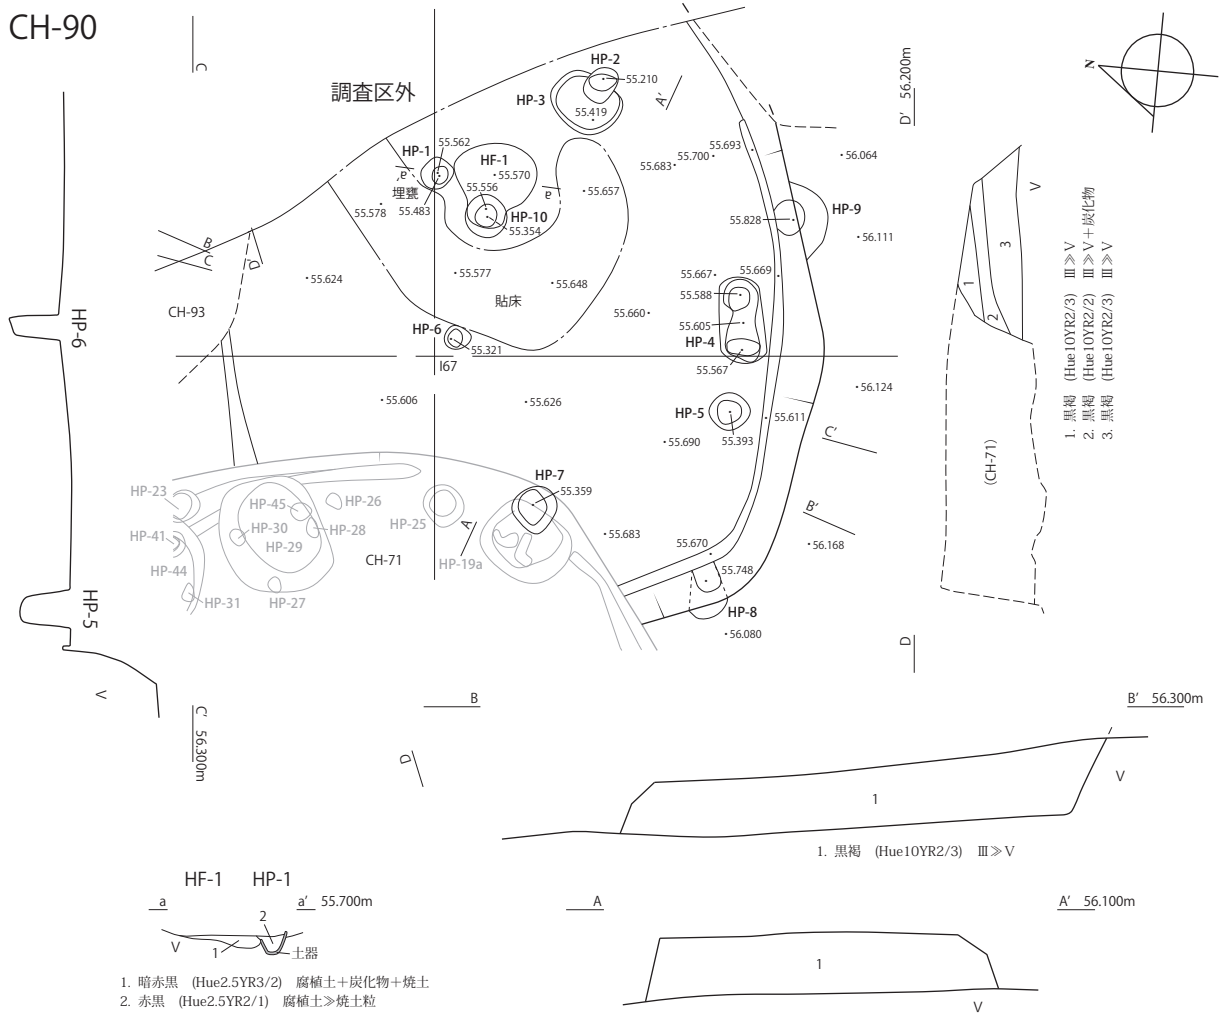 CH-90
C
調査区外
HP-2
55.210
HP-3
55.419
A′
D′ 56.200m
N
HP-1
55.562
HF-1
55.570
a′
埋甕
55.556
a
55.657
55.578
55.483
HP-10
55.354
55.693
55.700
55.683
56.064
HP-9
55.828
56.111
B
C
D′
55.624
55.577
55.648
貼床
55.667
55.669
55.588
55.660
55.605
HP-4
55.567
CH-93
HP-6
55.321
I67
HP-6
55.606
55.626
56.124
HP-5
55.393
55.611
55.690
C′
HP-7
55.359
HP-23
HP-45
HP-26
HP-30
HP-28
HP-25
HP-29
HP-41
A
CH-71
HP-19a
HP-44
HP-31
HP-27
55.683
55.670
55.748
B′
56.168
HP-8
56.080
HP-5
V
C′ 56.300m
D
D
V
3
1
2
(CH-71)
1. 黒褐 (Hue10YR2/3) Ⅲ≫Ⅴ
2. 黒褐 (Hue10YR2/2) Ⅲ≫Ⅴ+炭化物
3. 黒褐 (Hue10YR2/3) Ⅲ≫Ⅴ
B
B′ 56.300m
1
V
1. 黒褐 (Hue10YR2/3) Ⅲ≫Ⅴ
HF-1 HP-1
a
a′ 55.700m
2
V
1
土器
1. 暗赤黒 (Hue2.5YR3/2) 腐植土+炭化物+焼土
2. 赤黒 (Hue2.5YR2/1) 腐植土≫焼土粒
A
A′ 56.100m
1
V